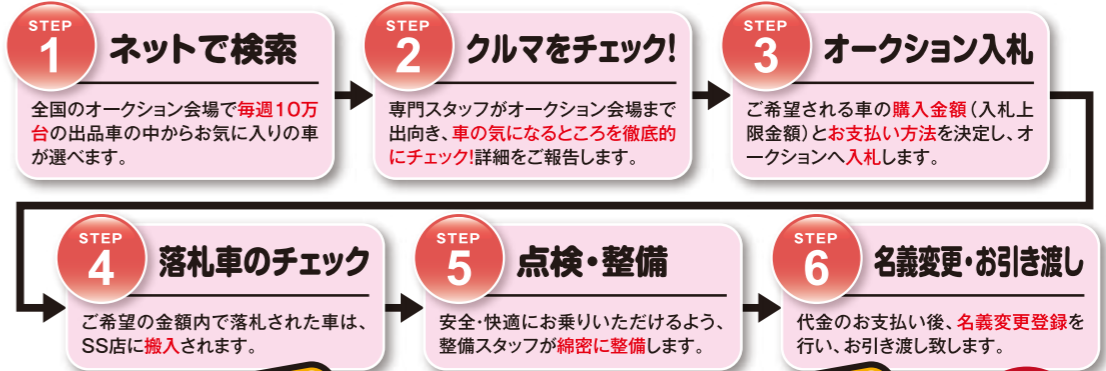 STEP
1
ネットで検索
全国のオークション会場で毎週10万
台の出品車の中からお気に入りの車
が選べます。
STEP
2
クルマをチェック!
専門スタッフがオークション会場まで
出向き、車の気になるところを徹底的
にチェック!詳細をご報告します。
STEP
3
オークション入札
ご希望される車の購入金額(入札上
限金額)とお支払い方法を決定し、オ
ークションへ入札します。
STEP
4
落札車のチェック
ご希望の金額内で落札された車は、
SS店に搬入されます。
STEP
5
点検・整備
安全・快適にお乗りいただけるよう、
整備スタッフが綿密に整備します。
STEP
6
名義変更・お引き渡し
代金のお支払い後、名義変更登録を
行い、お引き渡し致します。